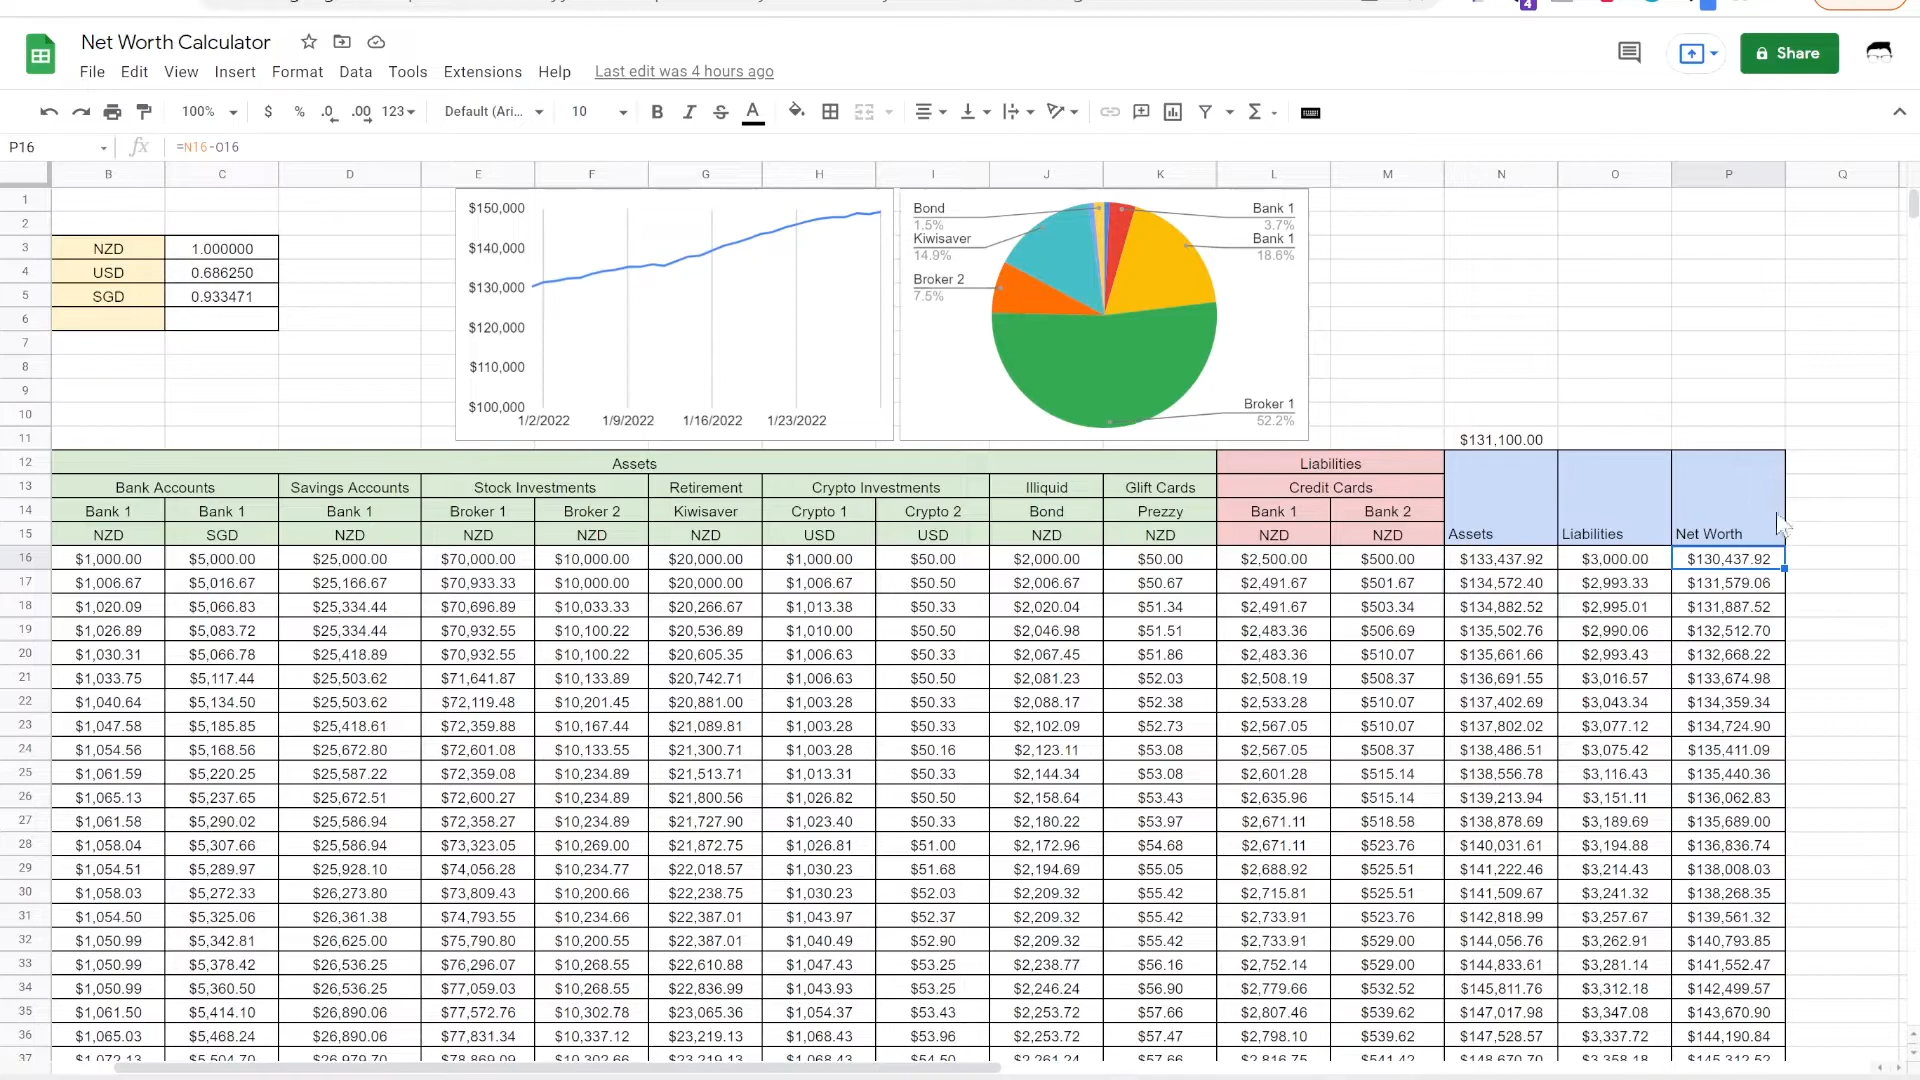 Net Worth Calculator
4
Share
File Edit View Insert Format Data Tools Extensions Help Last edit was 4 hours ago
100% $ % .0 .00 123 Default (Ari... 10 B I S A
P16 fx =N16-O16
B C D E F G H I J K L M N O P Q
1
2
3 NZD 1.000000
4 USD 0.686250
5 SGD 0.933471
6
7
8
9
10
11 $131,100.00
$150,000
$140,000
$130,000
$120,000
$110,000
$100,000
1/2/2022 1/9/2022 1/16/2022 1/23/2022
Bond
1.5%
Kiwisaver
14.9%
Broker 2
7.5%
Bank 1
3.7%
Bank 1
18.6%
Broker 1
52.2%
12 Assets Liabilities
13 Bank Accounts Savings Accounts Stock Investments Retirement Crypto Investments Illiquid Glift Cards Credit Cards
14 Bank 1 Bank 1 Bank 1 Broker 1 Broker 2 Kiwisaver Crypto 1 Crypto 2 Bond Prezzy Bank 1 Bank 2
15 NZD SGD NZD NZD NZD NZD USD USD NZD NZD NZD NZD Assets Liabilities Net Worth
16 $1,000.00 $5,000.00 $25,000.00 $70,000.00 $10,000.00 $20,000.00 $1,000.00 $50.00 $2,000.00 $50.00 $2,500.00 $500.00 $133,437.92 $3,000.00 $130,437.92
17 $1,006.67 $5,016.67 $25,166.67 $70,933.33 $10,000.00 $20,000.00 $1,006.67 $50.50 $2,006.67 $50.67 $2,491.67 $501.67 $134,572.40 $2,993.33 $131,579.06
18 $1,020.09 $5,066.83 $25,334.44 $70,696.89 $10,033.33 $20,266.67 $1,013.38 $50.33 $2,020.04 $51.34 $2,491.67 $503.34 $134,882.52 $2,995.01 $131,887.52
19 $1,026.89 $5,083.72 $25,334.44 $70,932.55 $10,100.22 $20,536.89 $1,010.00 $50.50 $2,046.98 $51.51 $2,483.36 $506.69 $135,502.76 $2,990.06 $132,512.70
20 $1,030.31 $5,066.78 $25,418.89 $70,932.55 $10,100.22 $20,605.35 $1,006.63 $50.33 $2,067.45 $51.86 $2,483.36 $510.07 $135,661.66 $2,993.43 $132,668.22
21 $1,033.75 $5,117.44 $25,503.62 $71,641.87 $10,133.89 $20,742.71 $1,006.63 $50.50 $2,081.23 $52.03 $2,508.19 $508.37 $136,691.55 $3,016.57 $133,674.98
22 $1,040.64 $5,134.50 $25,503.62 $72,119.48 $10,201.45 $20,881.00 $1,003.28 $50.33 $2,088.17 $52.38 $2,533.28 $510.07 $137,402.69 $3,043.34 $134,359.34
23 $1,047.58 $5,185.85 $25,418.61 $72,359.88 $10,167.44 $21,089.81 $1,003.28 $50.33 $2,102.09 $52.73 $2,567.05 $510.07 $137,802.02 $3,077.12 $134,724.90
24 $1,054.56 $5,168.56 $25,672.80 $72,601.08 $10,133.55 $21,300.71 $1,003.28 $50.16 $2,123.11 $53.08 $2,567.05 $508.37 $138,486.51 $3,075.42 $135,411.09
25 $1,061.59 $5,220.25 $25,587.22 $72,359.08 $10,234.89 $21,513.71 $1,013.31 $50.33 $2,144.34 $53.08 $2,601.28 $515.14 $138,556.78 $3,116.43 $135,440.36
26 $1,065.13 $5,237.65 $25,672.51 $72,600.27 $10,234.89 $21,800.56 $1,026.82 $50.50 $2,158.64 $53.43 $2,635.96 $515.14 $139,213.94 $3,151.11 $136,062.83
27 $1,061.58 $5,290.02 $25,586.94 $72,358.27 $10,234.89 $21,727.90 $1,023.40 $50.33 $2,180.22 $53.97 $2,671.11 $518.58 $138,878.69 $3,189.69 $135,689.00
28 $1,058.04 $5,307.66 $25,586.94 $73,323.05 $10,269.00 $21,872.75 $1,026.81 $51.00 $2,172.96 $54.68 $2,671.11 $523.76 $140,031.61 $3,194.88 $136,836.74
29 $1,054.51 $5,289.97 $25,928.10 $74,056.28 $10,234.77 $22,018.57 $1,030.23 $51.68 $2,194.69 $55.05 $2,688.92 $525.51 $141,222.46 $3,214.43 $138,008.03
30 $1,058.03 $5,272.33 $26,273.80 $73,809.43 $10,200.66 $22,238.75 $1,030.23 $52.03 $2,209.32 $55.42 $2,715.81 $525.51 $141,509.67 $3,241.32 $138,268.35
31 $1,054.50 $5,325.06 $26,361.38 $74,793.55 $10,234.66 $22,387.01 $1,043.97 $52.37 $2,209.32 $55.42 $2,733.91 $523.76 $142,818.99 $3,257.67 $139,561.32
32 $1,050.99 $5,342.81 $26,625.00 $75,790.80 $10,200.55 $22,387.01 $1,040.49 $52.90 $2,209.32 $55.42 $2,733.91 $529.00 $144,056.76 $3,262.91 $140,793.85
33 $1,050.99 $5,378.42 $26,536.25 $76,296.07 $10,268.55 $22,610.88 $1,047.43 $53.25 $2,238.77 $56.16 $2,752.14 $529.00 $144,833.61 $3,281.14 $141,552.47
34 $1,050.99 $5,360.50 $26,536.25 $77,059.03 $10,268.55 $22,836.99 $1,043.93 $53.25 $2,246.24 $56.90 $2,779.66 $532.52 $145,811.76 $3,312.18 $142,499.57
35 $1,061.50 $5,414.10 $26,890.06 $77,572.76 $10,302.78 $23,065.36 $1,054.37 $53.43 $2,253.72 $57.66 $2,807.46 $539.62 $147,017.98 $3,347.08 $143,670.90
36 $1,065.03 $5,468.24 $26,890.06 $77,831.34 $10,337.12 $23,219.13 $1,068.43 $53.96 $2,253.72 $57.47 $2,798.10 $539.62 $147,528.57 $3,337.72 $144,190.84